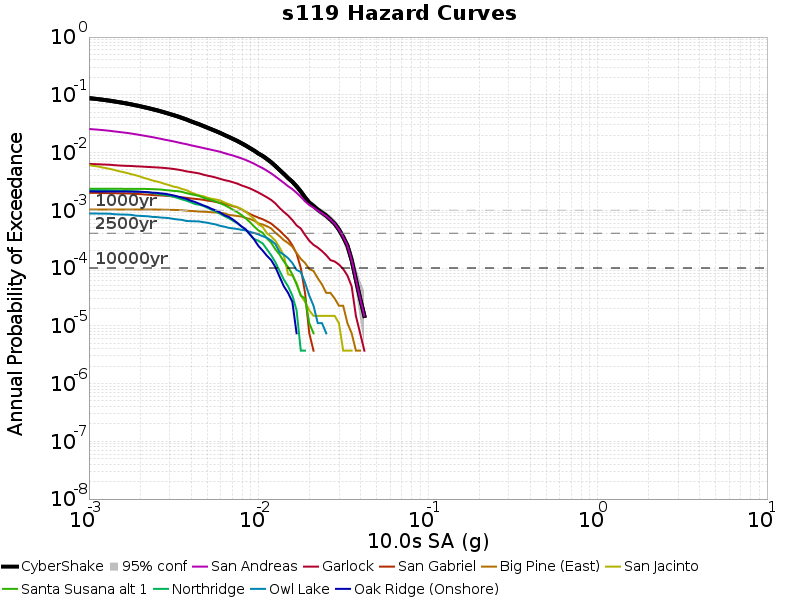 s119 Hazard Curves
Annual Probability of Exceedance
10^0
10^-1
10^-2
10^-3
10^-4
10^-5
10^-6
10^-7
10^-8
1000yr
2500yr
10000yr
10^-3 10^-2 10^-1 10^0 10^1
10.0s SA (g)
CyberShake 95% conf San Andreas Garlock San Gabriel Big Pine (East) San Jacinto
Santa Susana alt 1 Northridge Owl Lake Oak Ridge (Onshore)